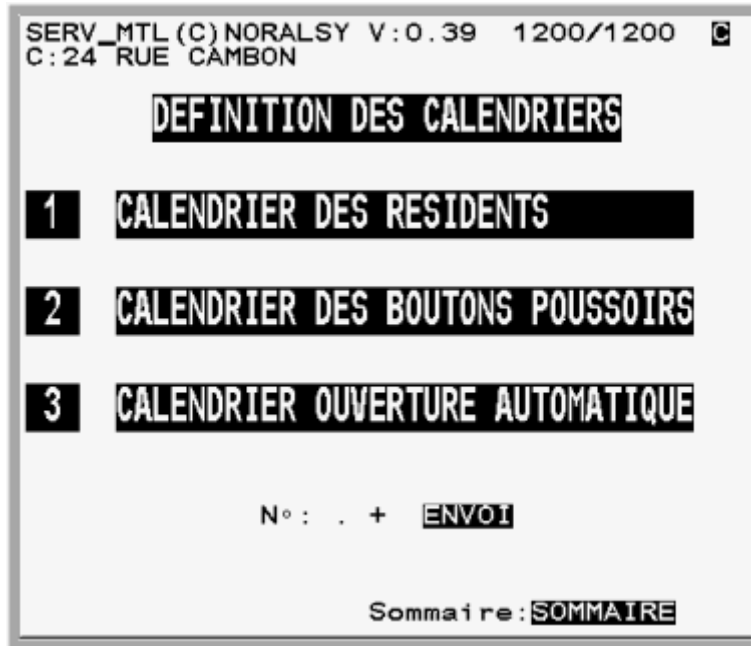 SERV_MTL(C)NORALSY V:0.39 1200/1200 C
C:24 RUE CAMBON
DEFINITION DES CALENDRIERS
1 CALENDRIER DES RESIDENTS
2 CALENDRIER DES BOUTONS POUSSOIRS
3 CALENDRIER OUVERTURE AUTOMATIQUE
N°: . + ENVOI
Sommaire:SOMMAIRE